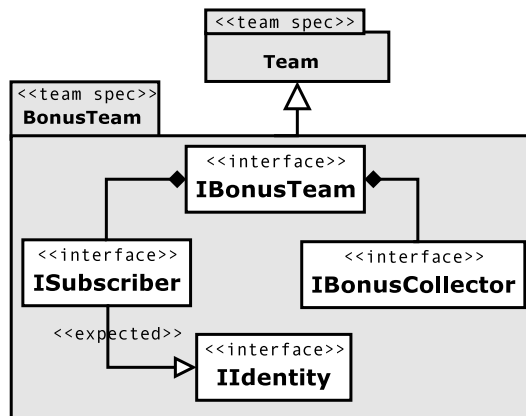 <<team spec>>
Team
<<team spec>>
BonusTeam
<<interface>>
IBonusTeam
<<interface>>
ISubscriber
<<interface>>
IBonusCollector
<<expected>>
<<interface>>
IIdentity